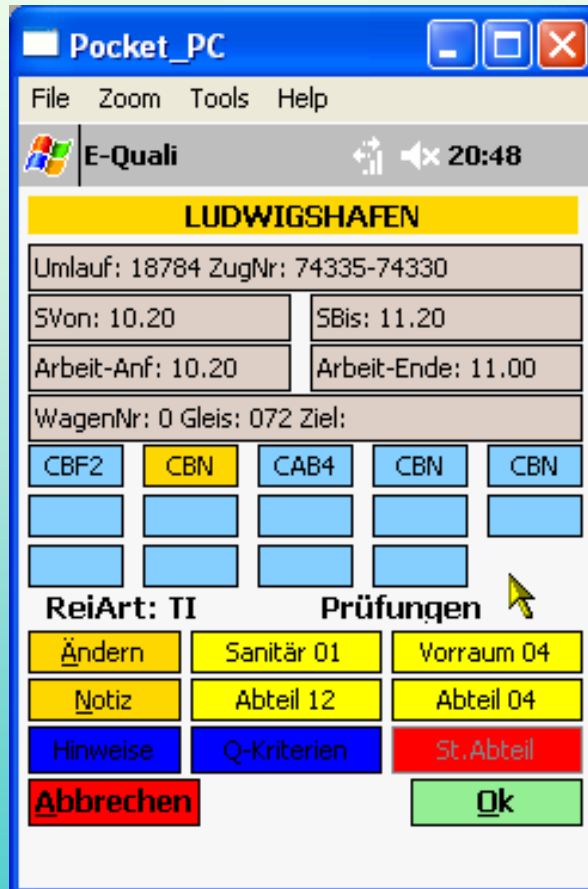 Pocket_PC
File Zoom Tools Help
E-Quali 20:48
LUDWIGSHAFEN
Umlauf: 18784 ZugNr: 74335-74330
SVon: 10.20 SBis: 11.20
Arbeit-Anf: 10.20 Arbeit-Ende: 11.00
WagenNr: 0 Gleis: 072 Ziel:
CBF2 CBN CAB4 CBN CBN
ReiArt: TI Prüfungen
Ändern Sanitär 01 Vorraum 04
Notiz Abteil 12 Abteil 04
Hinweise Q-Kriterien St.Abteil
Abbrechen Ok